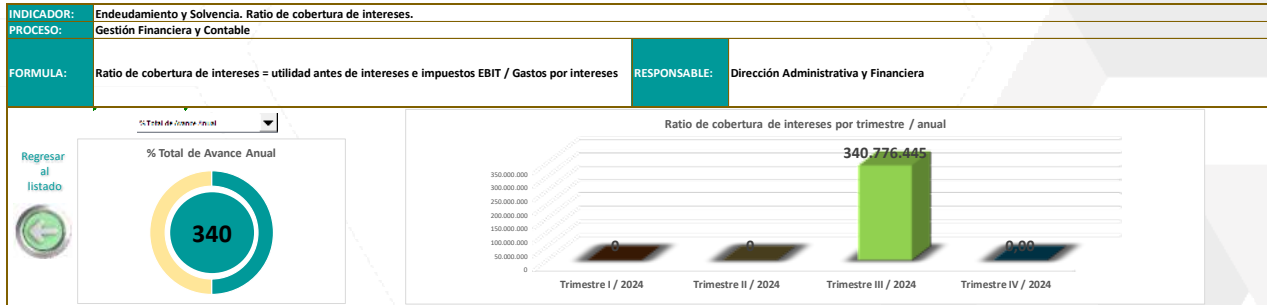 INDICADOR: Endeudamiento y Solvencia. Ratio de cobertura de intereses.
PROCESO: Gestión Financiera y Contable
FORMULA: Ratio de cobertura de intereses = utilidad antes de intereses e impuestos EBIT / Gastos por intereses RESPONSABLE: Dirección Administrativa y Financiera
% Total de Avance Anual
Regresar
al
listado
% Total de Avance Anual
340
Ratio de cobertura de intereses por trimestre / anual
340.776.445
350.000.000
300.000.000
250.000.000
200.000.000
150.000.000
100.000.000
50.000.000
0
0 0 0,00
Trimestre I / 2024 Trimestre II / 2024 Trimestre III / 2024 Trimestre IV / 2024